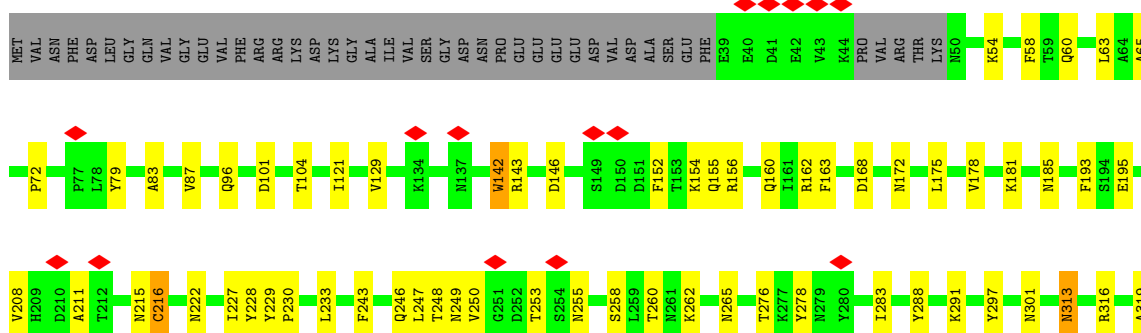 MET VAL ASN PHE ASP LEU GLY GLN VAL GLY GLU VAL PHE ARG ARG LYS ASP LYS GLY ALA ILE VAL SER GLY ASP ASN PRO GLU GLU GLU GLU ASP VAL ASP ALA SER GLU PHE E39 E40 D41 E42 V43 K44 PRO VAL ARG THR LYS N50 K54 F58 T59 Q60 L63 A64 A65
P72 P77 L78 Y79 A83 V87 Q96 D101 T104 I121 V129 K134 N137 W142 R143 D146 S149 D150 D151 F152 T153 K154 Q155 R156 Q160 I161 R162 F163 D168 N172 L175 V178 K181 N185 F193 S194 E195
V208 H209 D210 A211 T212 N215 C216 N222 I227 Y228 Y229 P230 L233 F243 Q246 L247 T248 N249 V250 G251 D252 T253 S254 N255 S258 L259 T260 N261 K262 N265 T276 K277 Y278 N279 Y280 I283 Y288 K291 Y297 N301 N313 R316